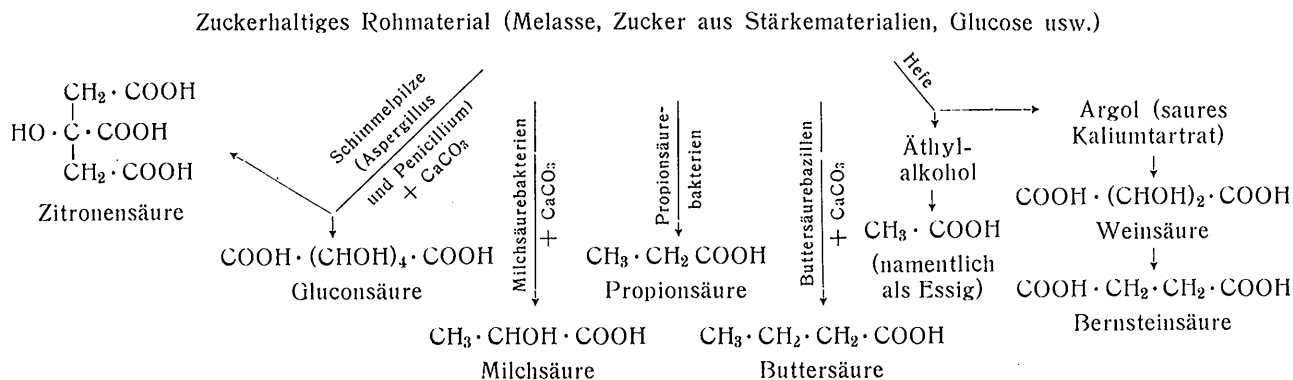 Zuckerhaltiges Rohmaterial (Melasse, Zucker aus Stärkematerialien, Glucose usw.)
CH₂·COOH
HO·C·COOH
CH₂·COOH
Zitronensäure
Schimmelpilze
(Aspergillus
und Penicillium)
+ CaCO₃
COOH·(CHOH)₄·COOH
Gluconsäure
Milchsäurebakterien
+ CaCO₃
CH₃·CHOH·COOH
Milchsäure
Propionsäure-
bakterien
CH₃·CH₂COOH
Propionsäure
Buttersäurebazillen
+ CaCO₃
CH₃·CH₂·CH₂·COOH
Buttersäure
Hefe
Äthyl-
alkohol
CH₃·COOH
(namentlich
als Essig)
Argol (saures
Kaliumtartrat)
COOH·(CHOH)₂·COOH
Weinsäure
COOH·CH₂·CH₂·COOH
Bernsteinsäure